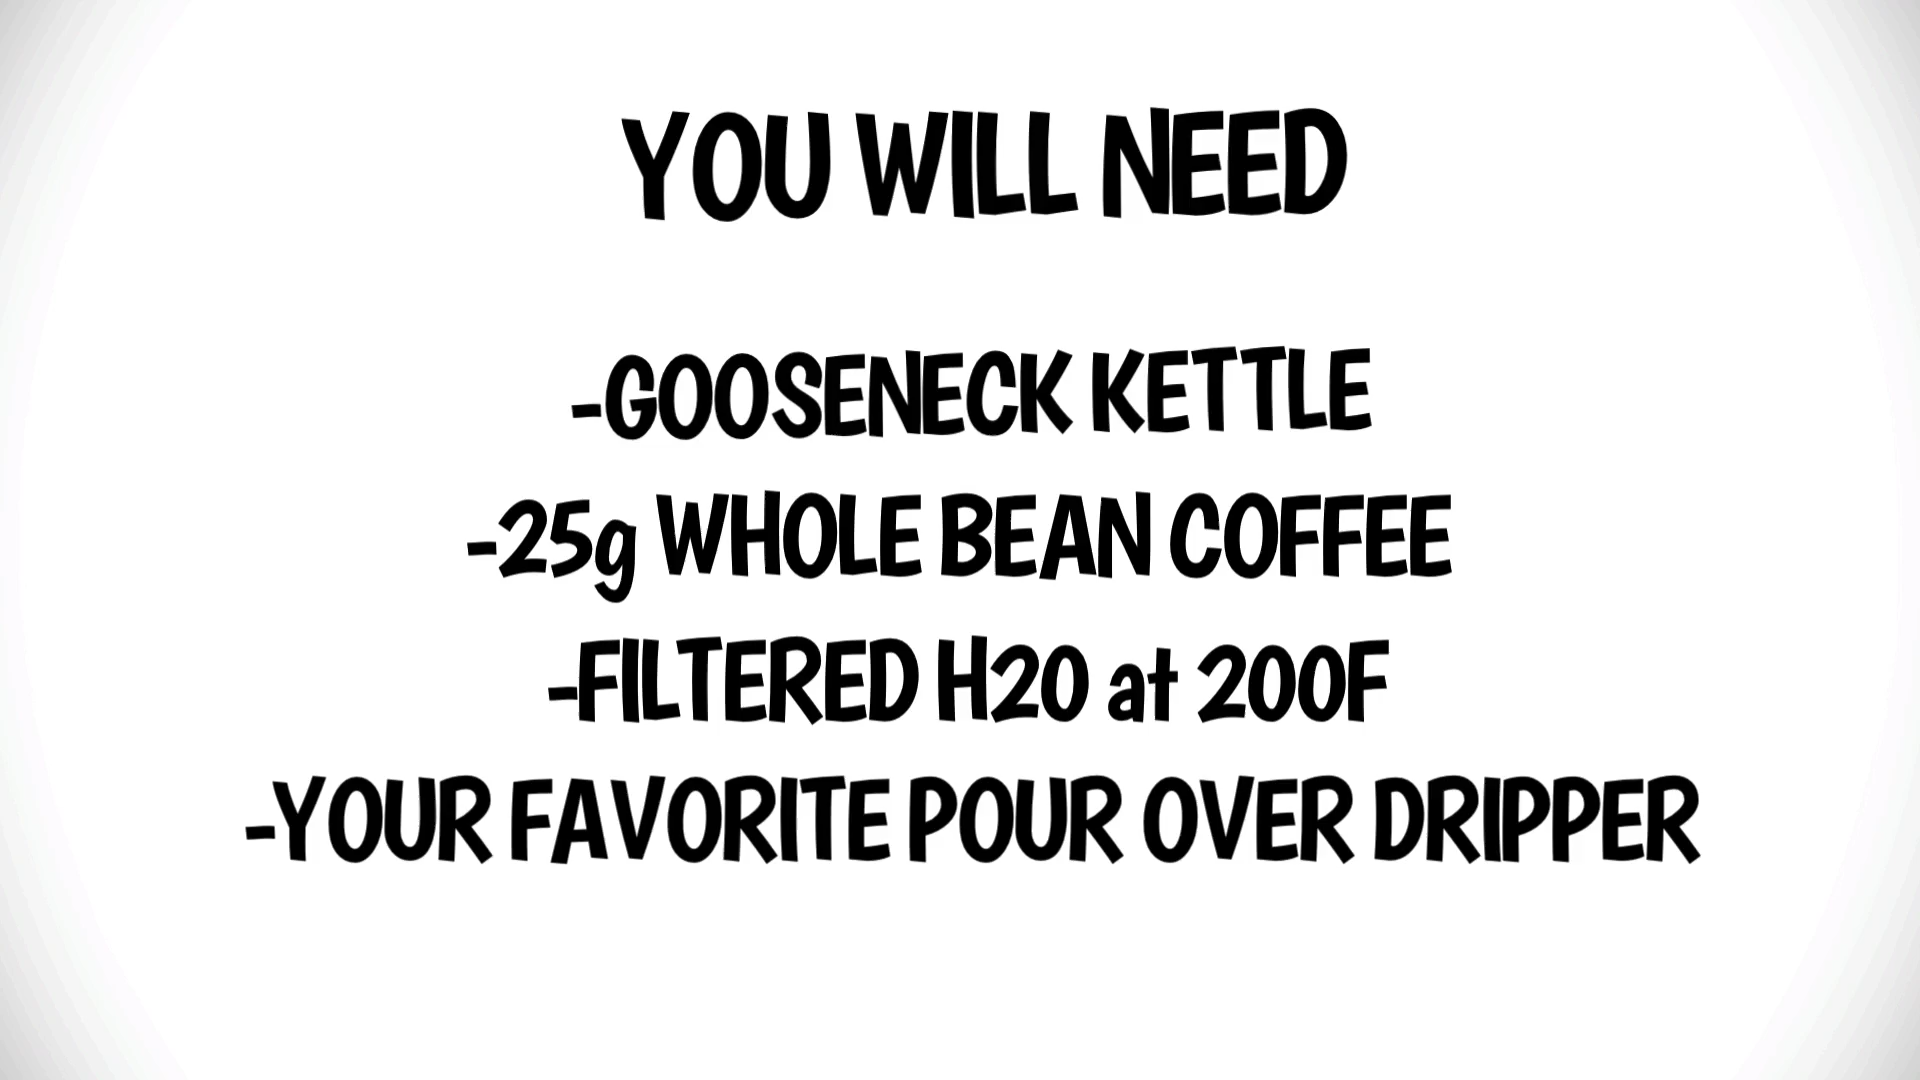 YOU WILL NEED
-GOOSENECK KETTLE
-25g WHOLE BEAN COFFEE
-FILTERED H20 at 200F
-YOUR FAVORITE POUR OVER DRIPPER